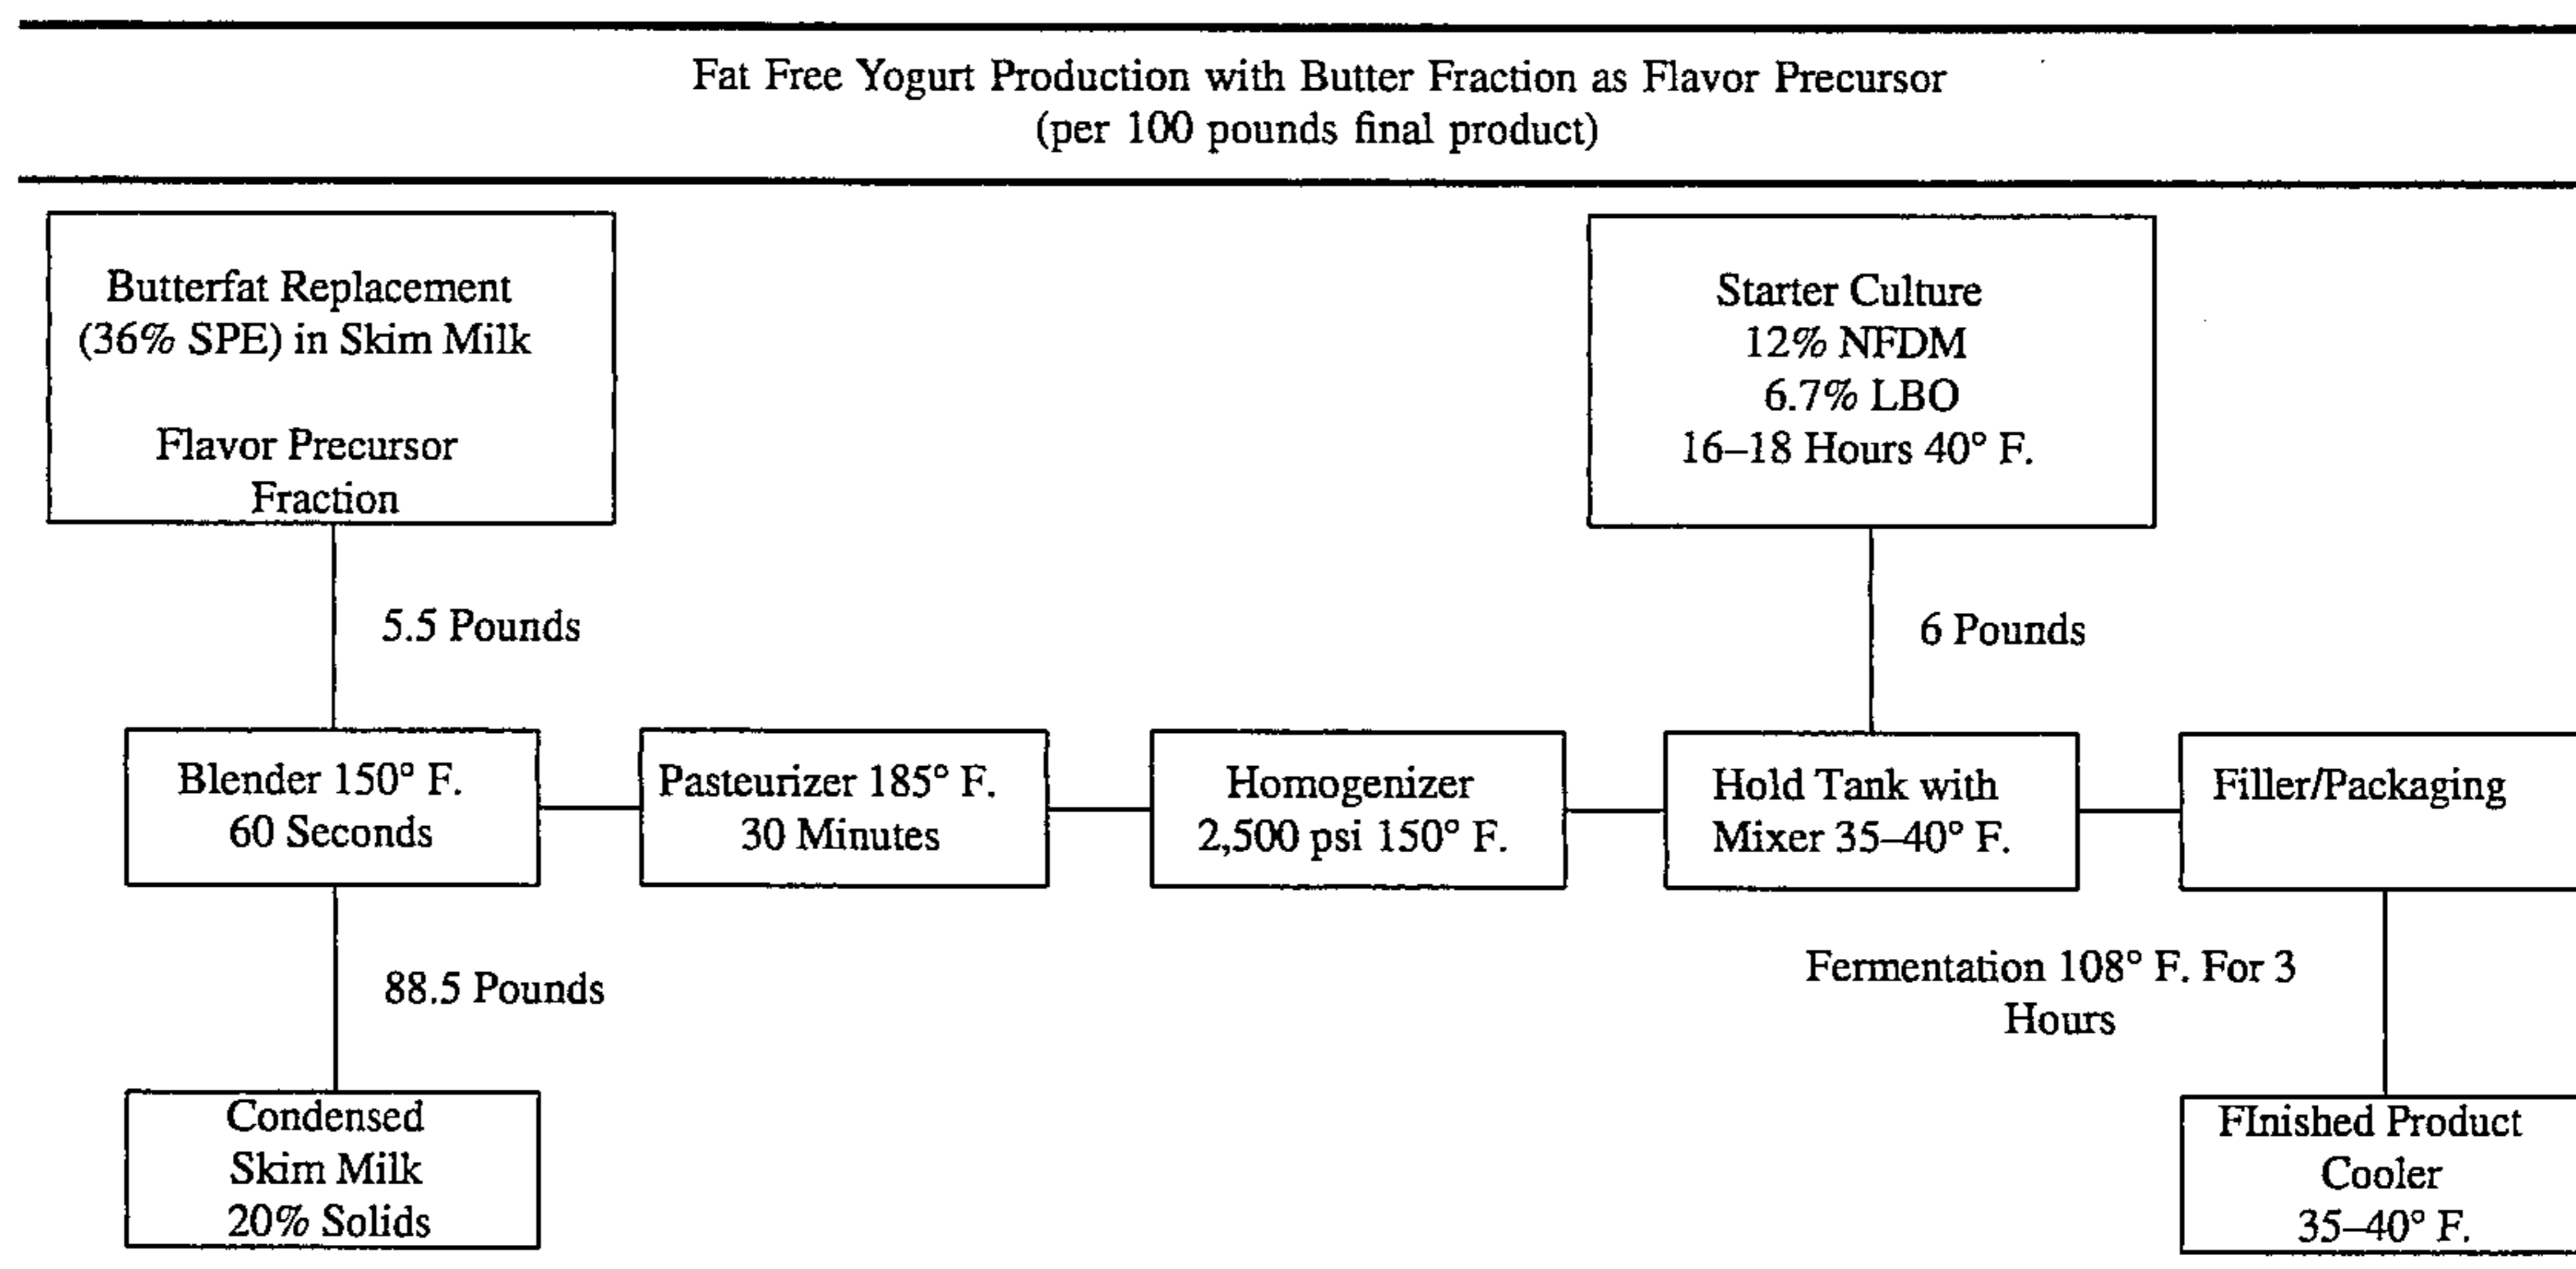 Fat Free Yogurt Production with Butter Fraction as Flavor Precursor
(per 100 pounds final product)
Butterfat Replacement
(36% SPE) in Skim Milk
Flavor Precursor
Fraction
Starter Culture
12% NFDM
6.7% LBO
16–18 Hours 40° F.
5.5 Pounds
6 Pounds
Blender 150° F.
60 Seconds
Pasteurizer 185° F.
30 Minutes
Homogenizer
2,500 psi 150° F.
Hold Tank with
Mixer 35–40° F.
Filler/Packaging
88.5 Pounds
Fermentation 108° F. For 3
Hours
Condensed
Skim Milk
20% Solids
FInished Product
Cooler
35–40° F.